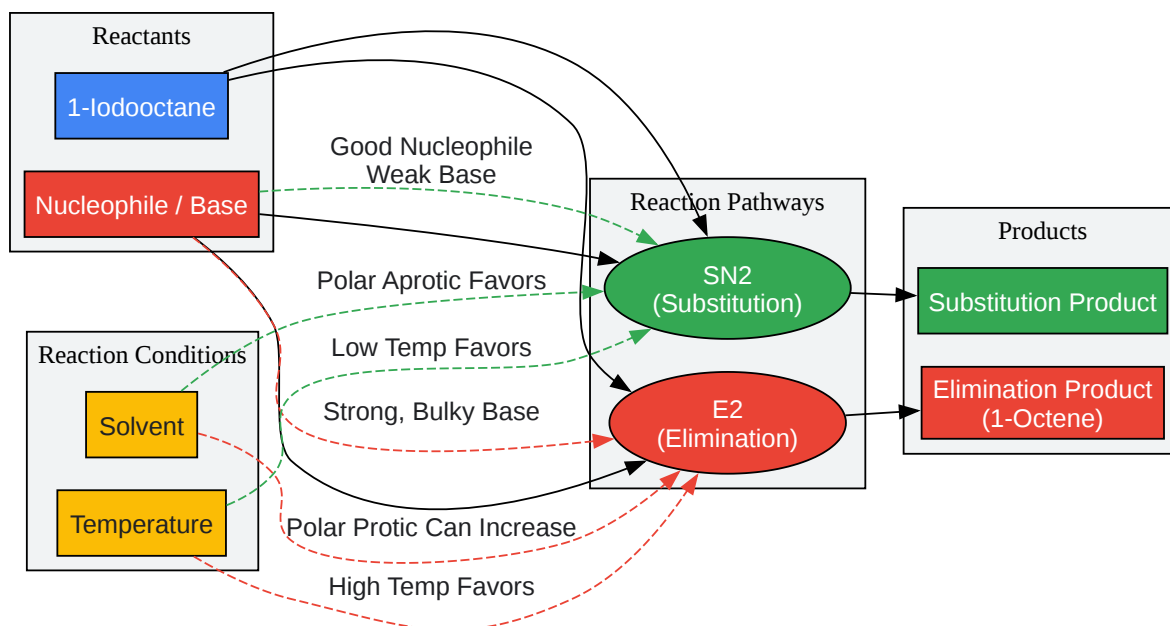 Reactants
1-Iodooctane
Nucleophile / Base
Good Nucleophile
Weak Base
Polar Aprotic Favors
Low Temp Favors
Strong, Bulky Base
Polar Protic Can Increase
High Temp Favors
Reaction Conditions
Solvent
Temperature
Reaction Pathways
SN2
(Substitution)
E2
(Elimination)
Products
Substitution Product
Elimination Product
(1-Octene)